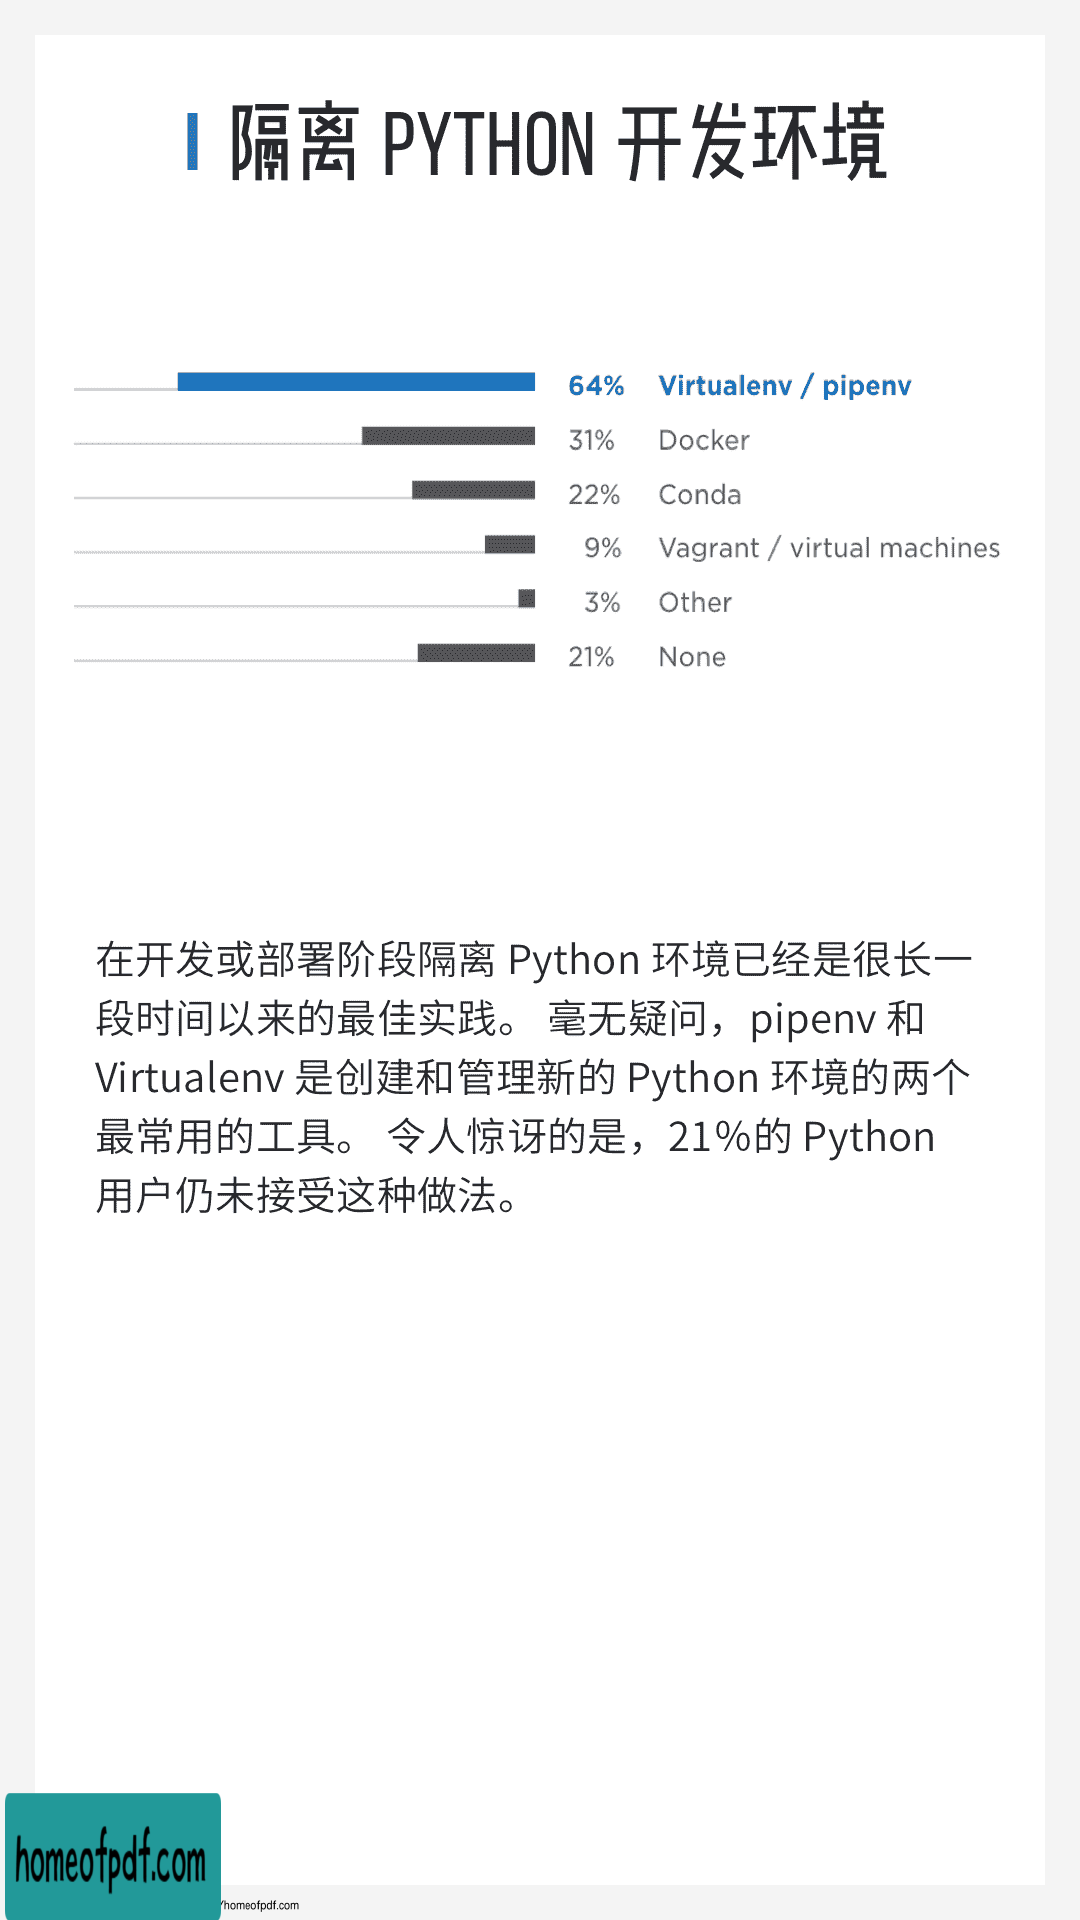 隔离 PYTHON 开发环境
64% Virtualenv / pipenv
31% Docker
22% Conda
9% Vagrant / virtual machines
3% Other
21% None
在开发或部署阶段隔离 Python 环境已经是很长一
段时间以来的最佳实践。 毫无疑问，pipenv 和
Virtualenv 是创建和管理新的 Python 环境的两个
最常用的工具。 令人惊讶的是，21%的 Python
用户仍未接受这种做法。
homeofpdf.com
/homeofpdf.com